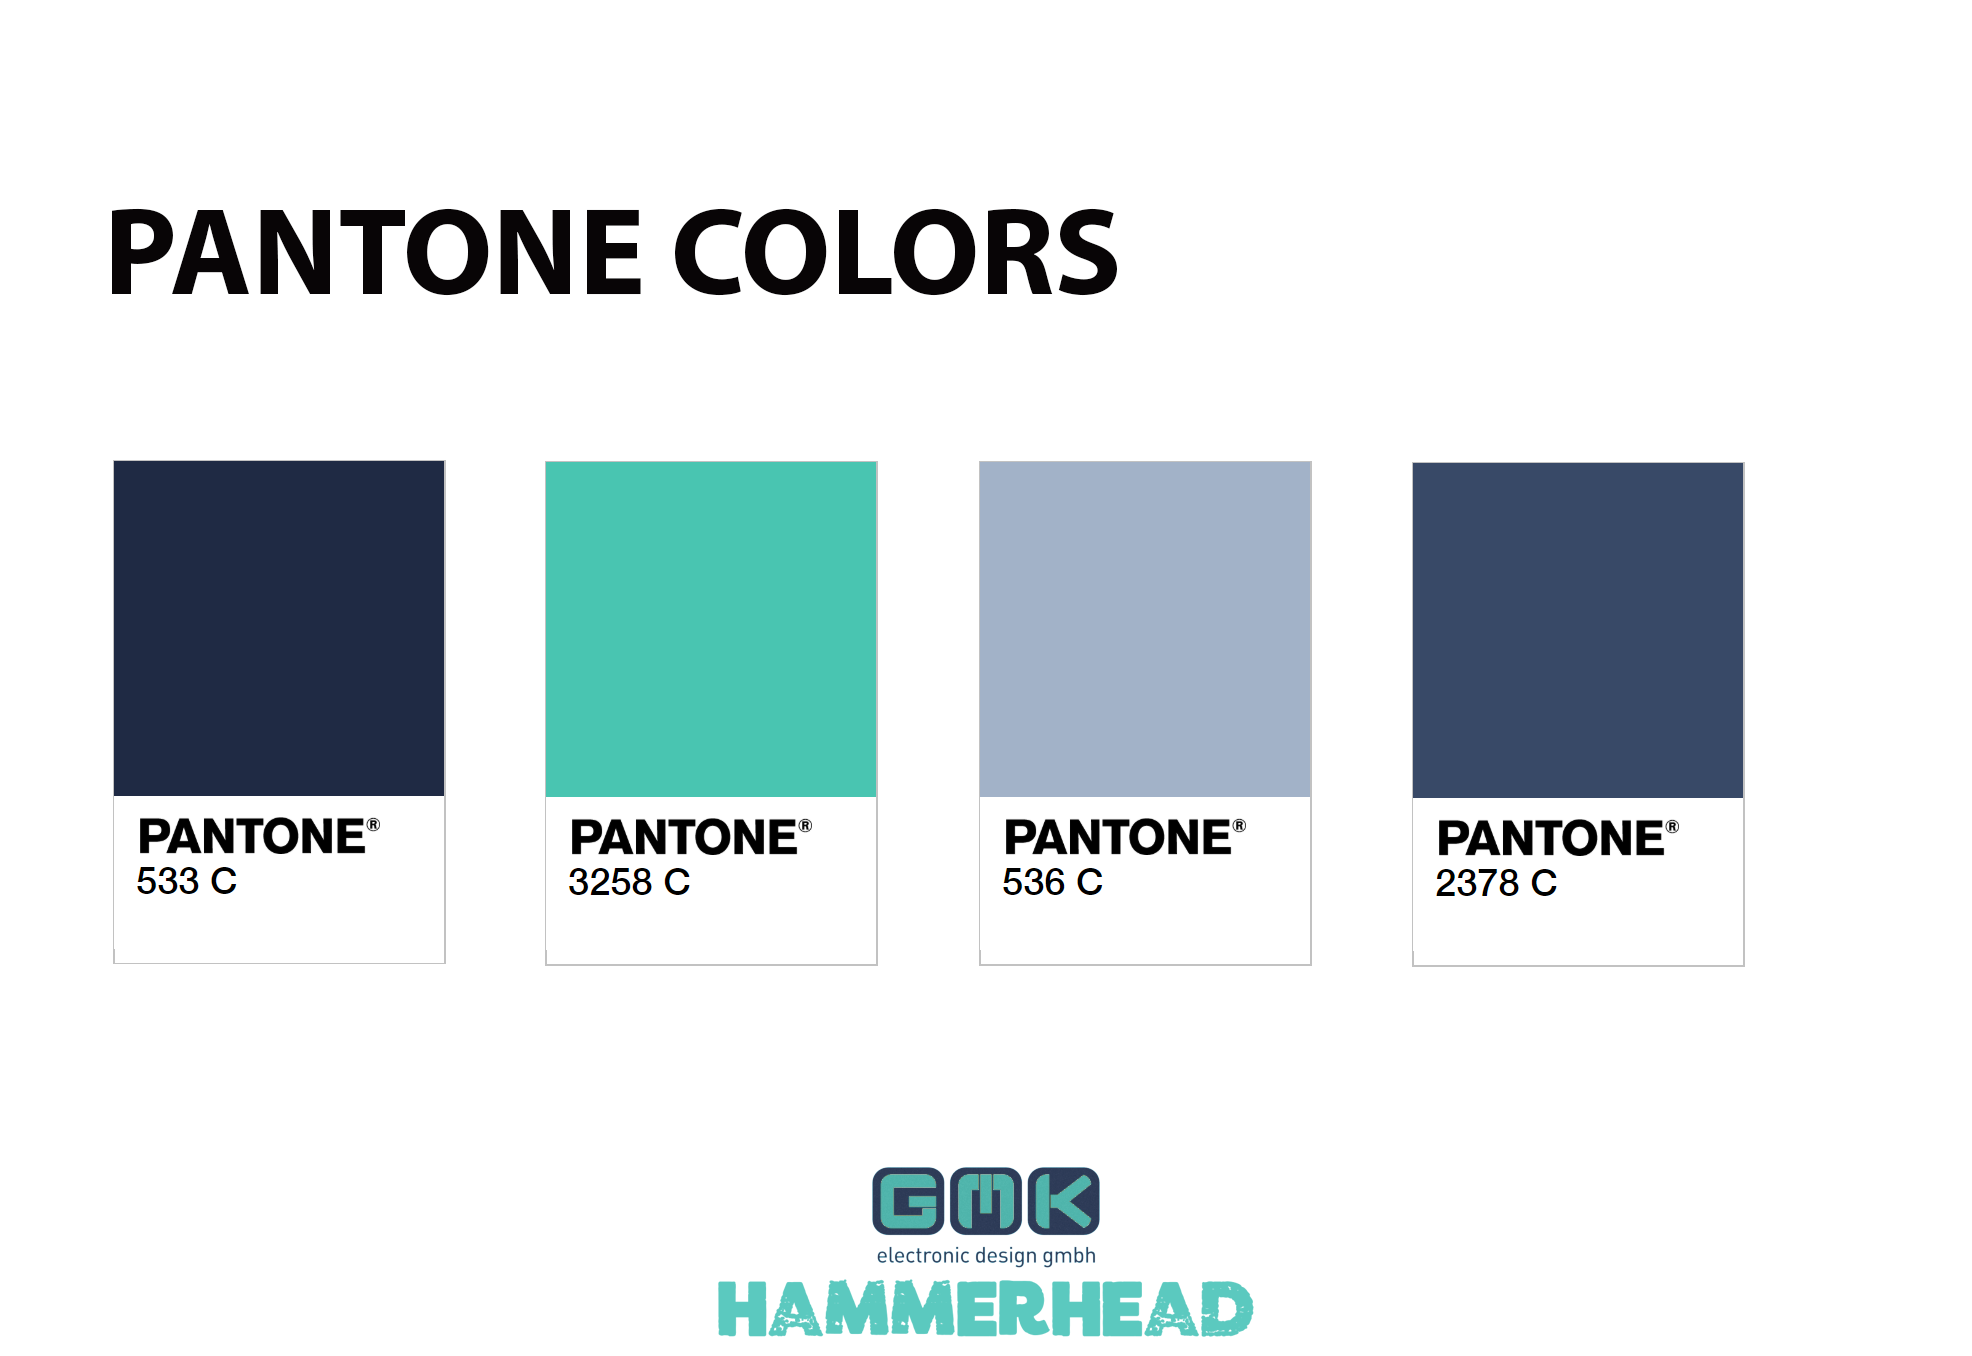 PANTONE COLORS
PANTONE®
533 C
PANTONE®
3258 C
PANTONE®
536 C
PANTONE®
2378 C
GMK
electronic design gmbh
HAMMERHEAD